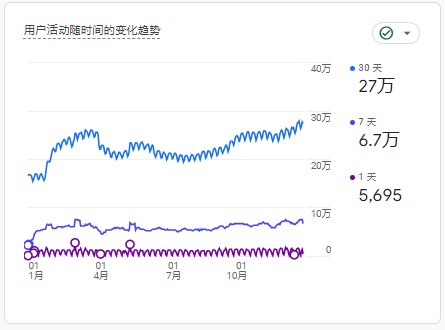 用户活动随时间的变化趋势
40万
30万
20万
10万
0
01
1月
01
4月
01
7月
01
10月
30 天
27万
7 天
6.7万
1 天
5,695